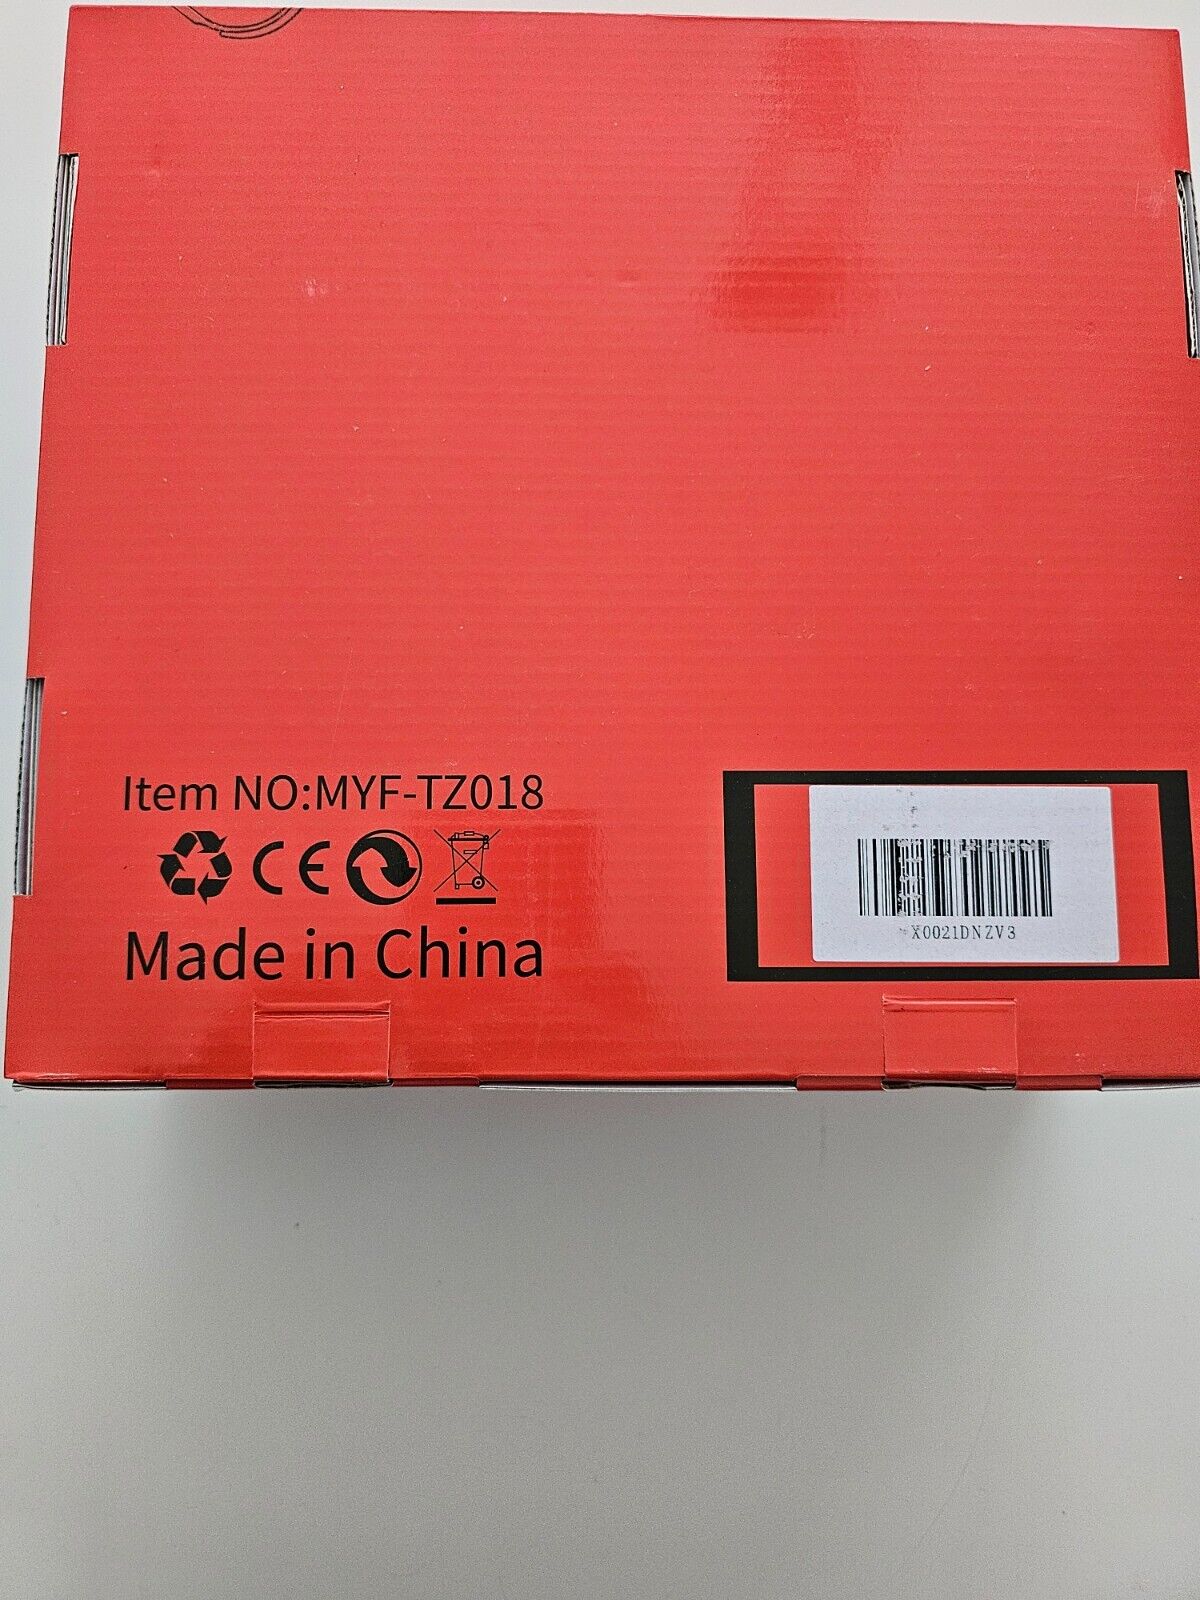 Item NO:MYF-TZ018
CE
Made in China
X0021DNZV3